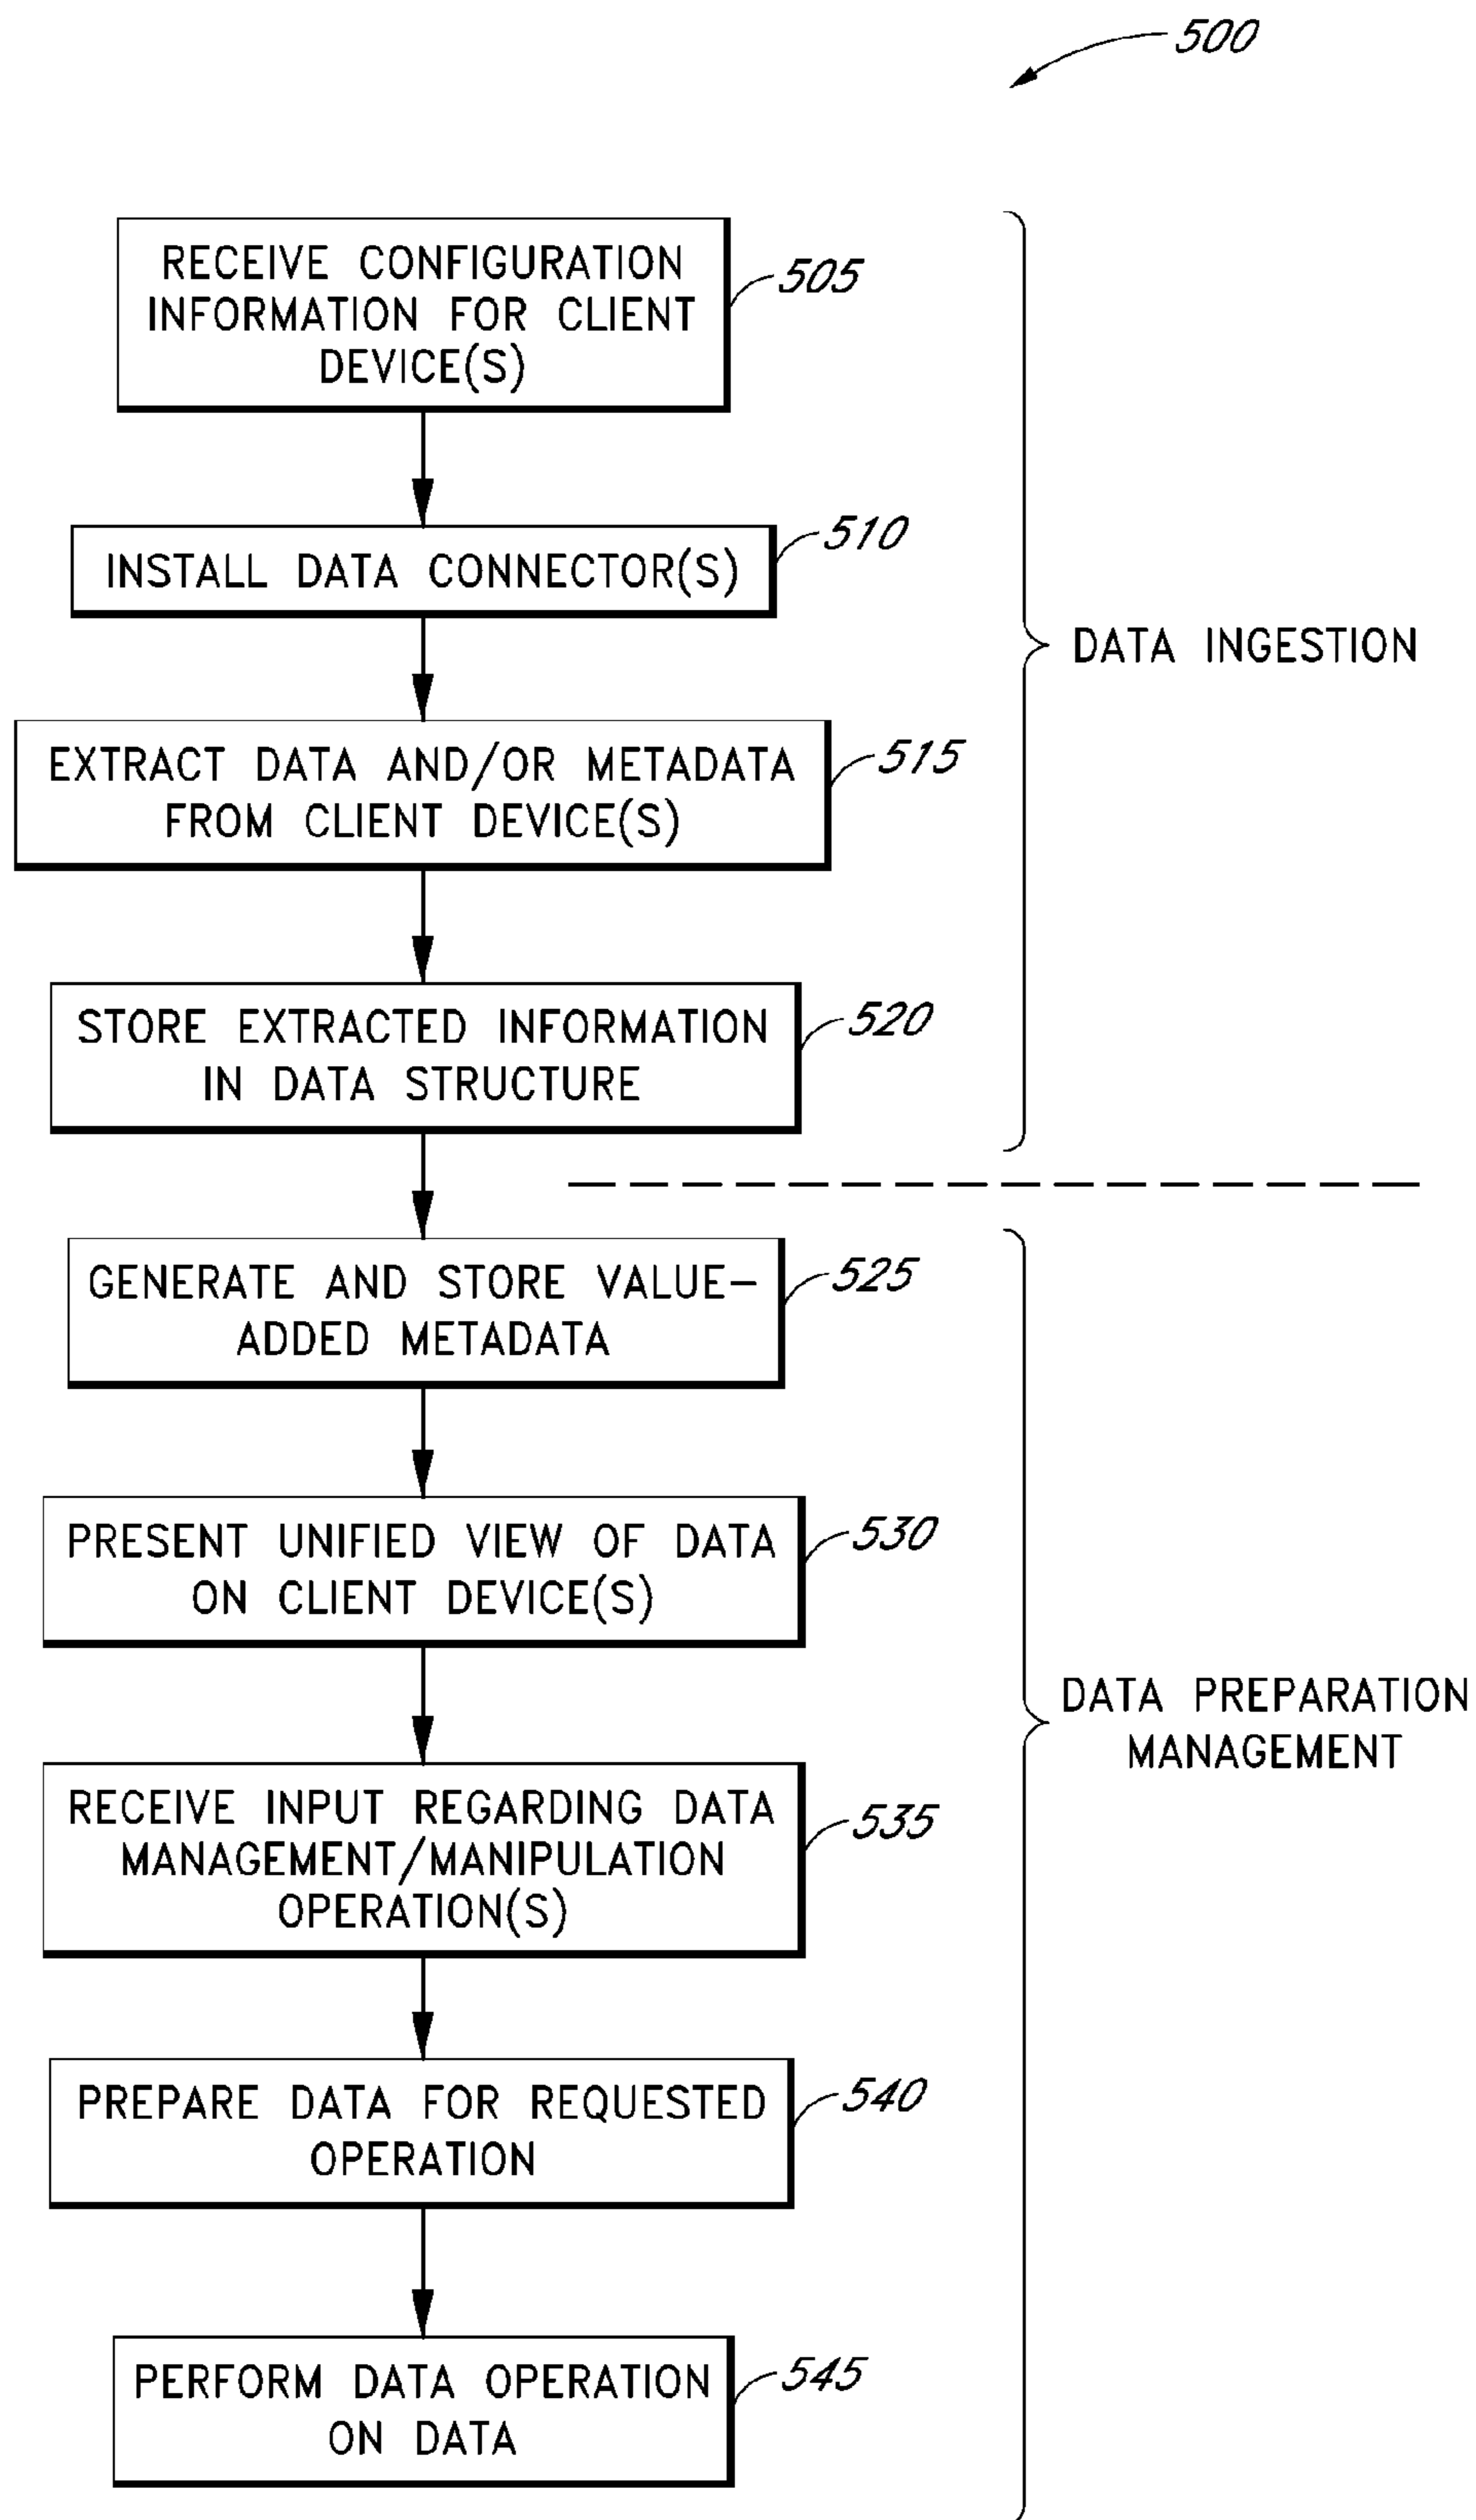 500
RECEIVE CONFIGURATION
INFORMATION FOR CLIENT
DEVICE(S)
505
INSTALL DATA CONNECTOR(S)
510
EXTRACT DATA AND/OR METADATA
FROM CLIENT DEVICE(S)
515
STORE EXTRACTED INFORMATION
IN DATA STRUCTURE
520
DATA INGESTION
GENERATE AND STORE VALUE-
ADDED METADATA
525
PRESENT UNIFIED VIEW OF DATA
ON CLIENT DEVICE(S)
530
RECEIVE INPUT REGARDING DATA
MANAGEMENT/MANIPULATION
OPERATION(S)
535
PREPARE DATA FOR REQUESTED
OPERATION
540
PERFORM DATA OPERATION
ON DATA
545
DATA PREPARATION
MANAGEMENT